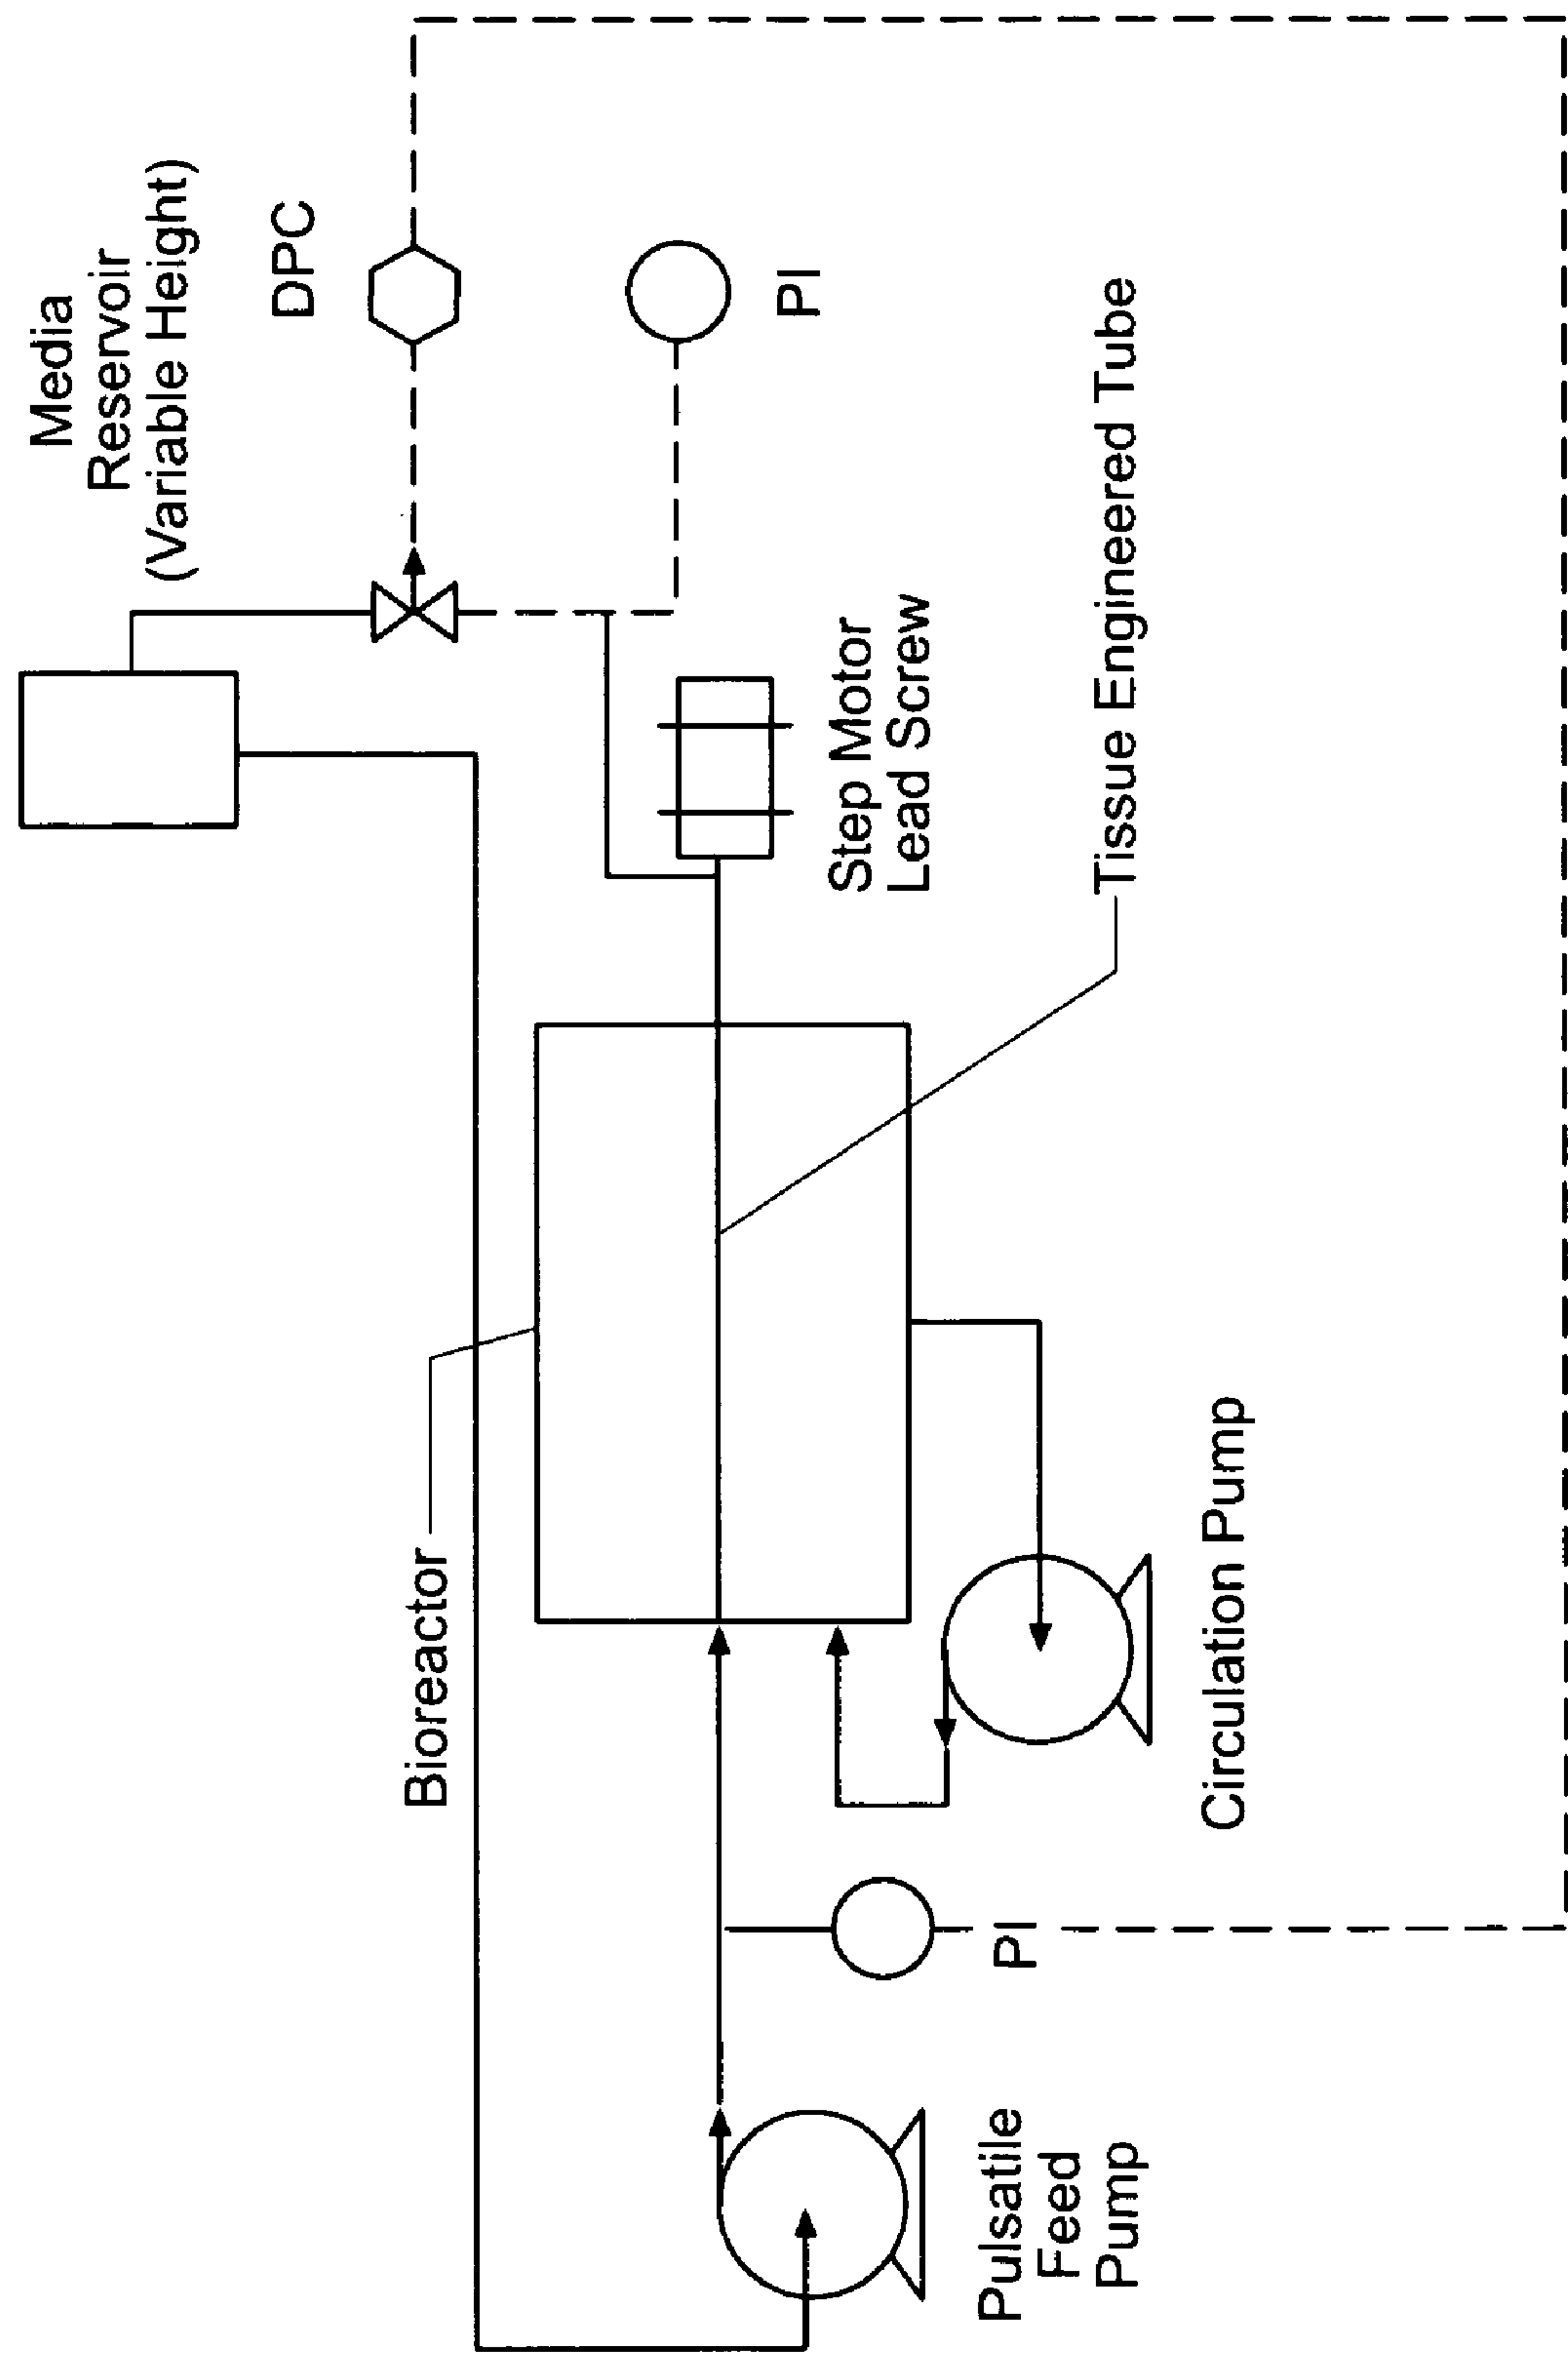 Media
Reservoir
(Variable Height)
DPC
PI
Step Motor
Lead Screw
Tissue Engineered Tube
Bioreactor
Circulation Pump
PI
Pulsatile
Feed
Pump